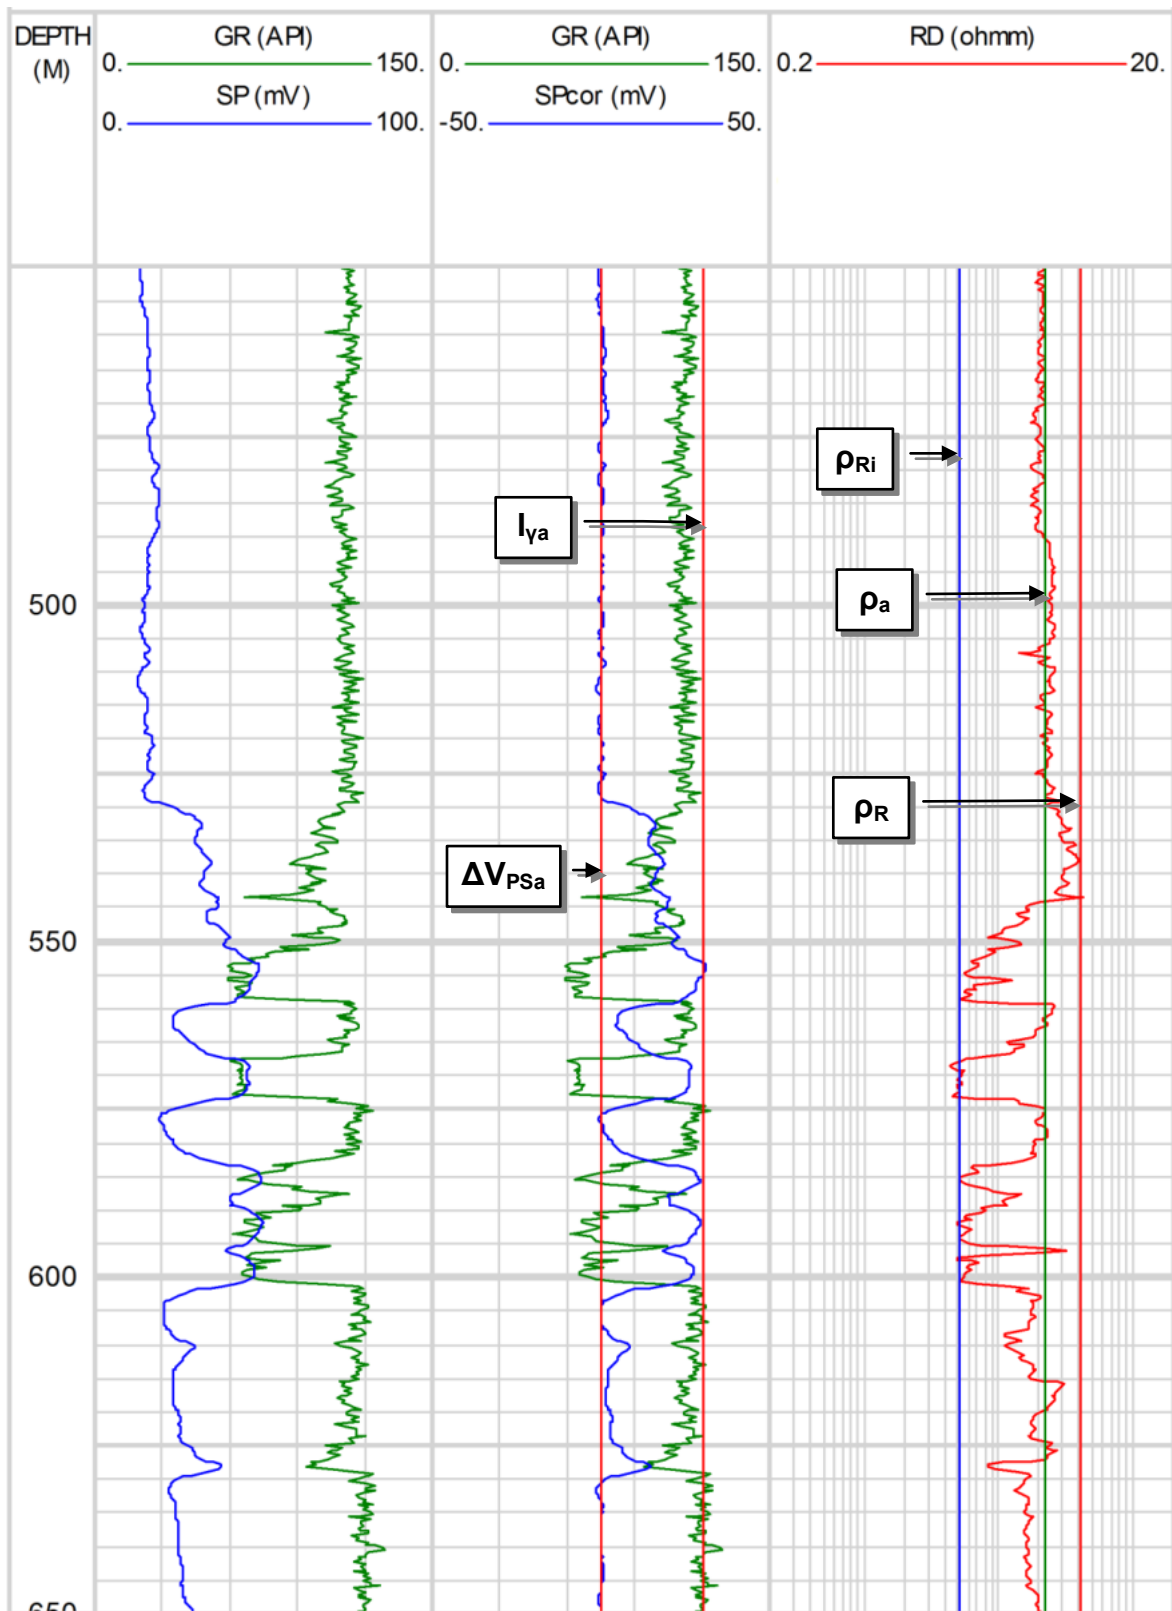 DEPTH
(M)
GR (API)
0. 150.
SP (mV)
0. 100.
GR (API)
0. 150.
SPcor (mV)
-50. 50.
RD (ohmm)
0.2 20.
ρRi
Iγa
ρa
500
ρR
ΔVPSa
550
600
650